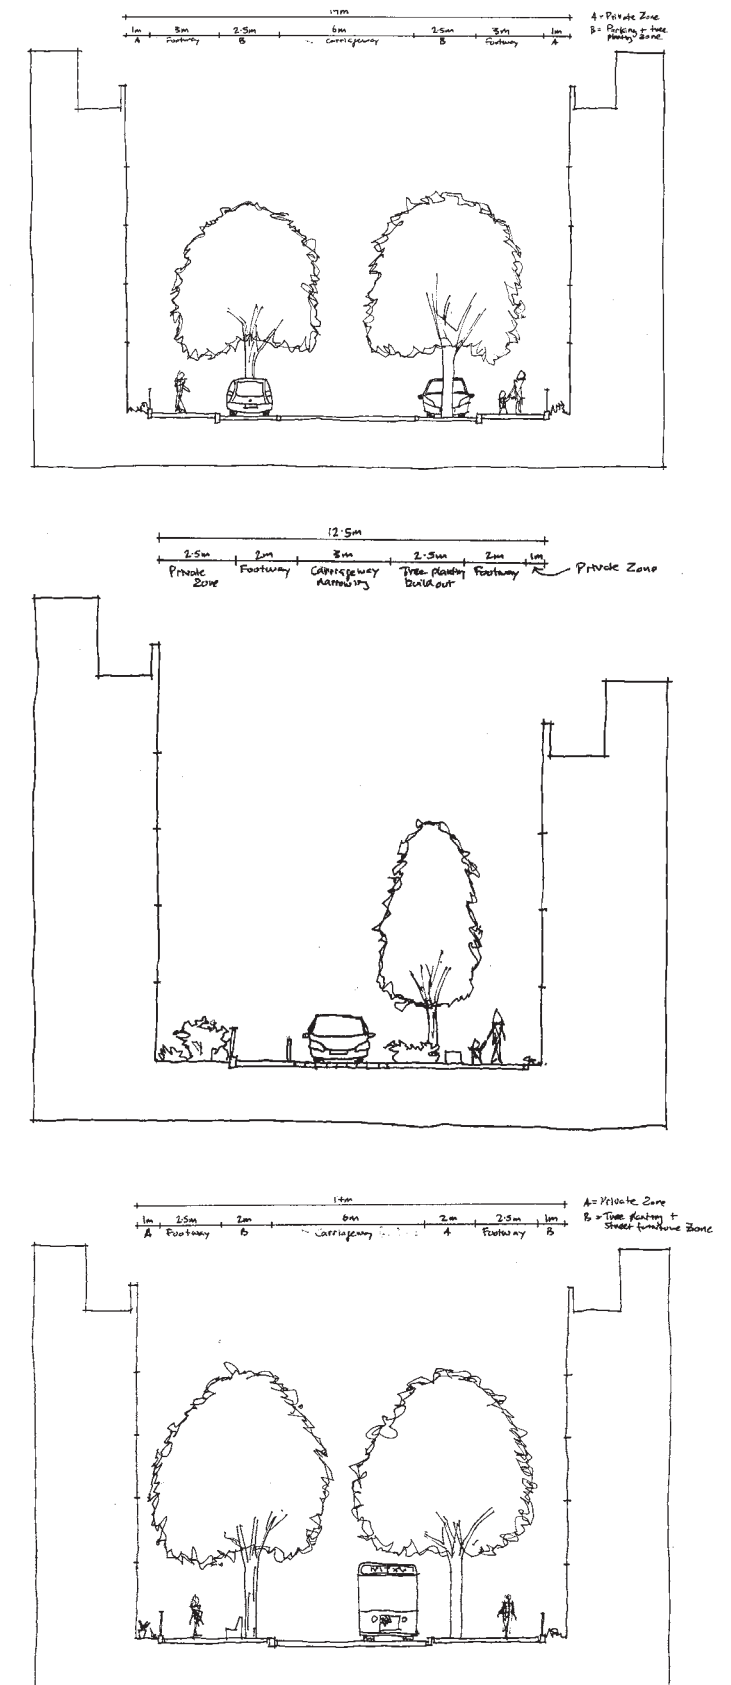 17m
1m 3m 2.5m 6m 2.5m 3m 1m
A Footway B Carriageway B Footway A
A = Private Zone
B = Parking + tree
planting zone
12.5m
2.5m 2m 3m 2.5m 2m 1m
Private
Zone
Footway
Carriageway
narrowing
Tree planting
build out
Footway
A
Private Zone
1m 2.5m 2m 6m 2m 2.5m 1m
A Footway B Carriageway A Footway B
A = Private Zone
B = Tree planting +
Street furniture Zone